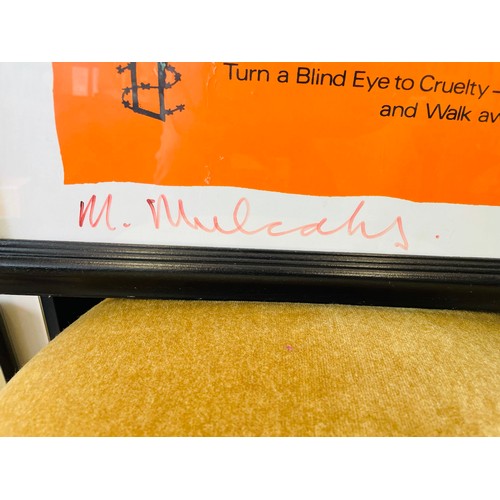 Turn a Blind Eye to Cruelty –
and Walk av
M. Mulcahy.